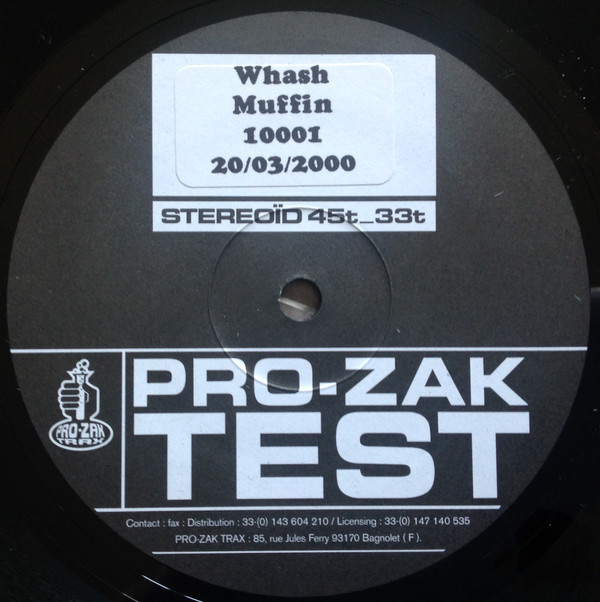 Whash
Muffin
10001
20/03/2000
STEREOÏD 45t_33t
PRO-ZAK
TRAX
PRO-ZAK
TEST
Contact : fax : Distribution : 33-(0) 143 604 210 / Licensing : 33-(0) 147 140 535
PRO-ZAK TRAX : 85, rue Jules Ferry 93170 Bagnolet ( F ).